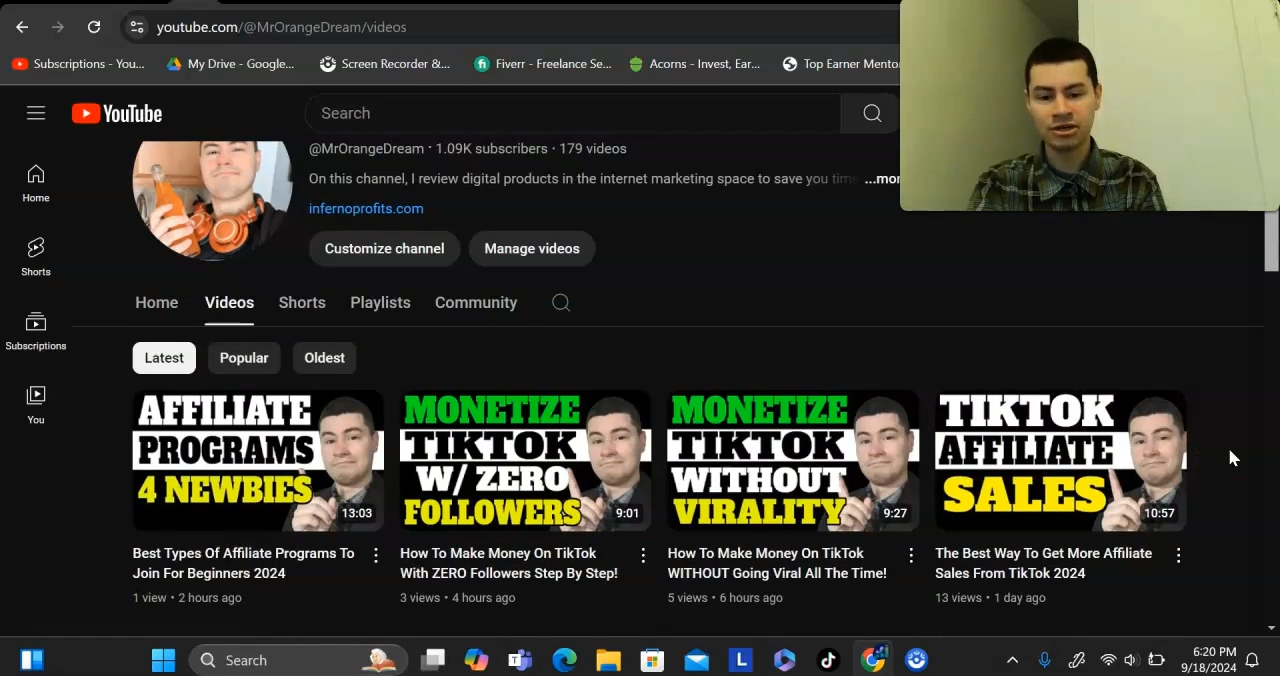 youtube.com/@MrOrangeDream/videos
Subscriptions - You...
My Drive - Google...
Screen Recorder &...
Fiverr - Freelance Se...
Acorns - Invest, Ear...
Top Earner Mento
YouTube
Search
@MrOrangeDream • 1.09K subscribers • 179 videos
On this channel, I review digital products in the internet marketing space to save you time ...mor
infernoprofits.com
Customize channel
Manage videos
Home
Shorts
Subscriptions
You
Home
Videos
Shorts
Playlists
Community
Latest
Popular
Oldest
AFFILIATE
PROGRAMS
4 NEWBIES
13:03
MONETIZE
TIKTOK
W/ ZERO
FOLLOWERS
9:01
MONETIZE
TIKTOK
WITHOUT
VIRALITY
9:27
TIKTOK
AFFILIATE
SALES
10:57
Best Types Of Affiliate Programs To
Join For Beginners 2024
1 view • 2 hours ago
How To Make Money On TikTok
With ZERO Followers Step By Step!
3 views • 4 hours ago
How To Make Money On TikTok
WITHOUT Going Viral All The Time!
5 views • 6 hours ago
The Best Way To Get More Affiliate
Sales From TikTok 2024
13 views • 1 day ago
Search
L
6:20 PM
9/18/2024